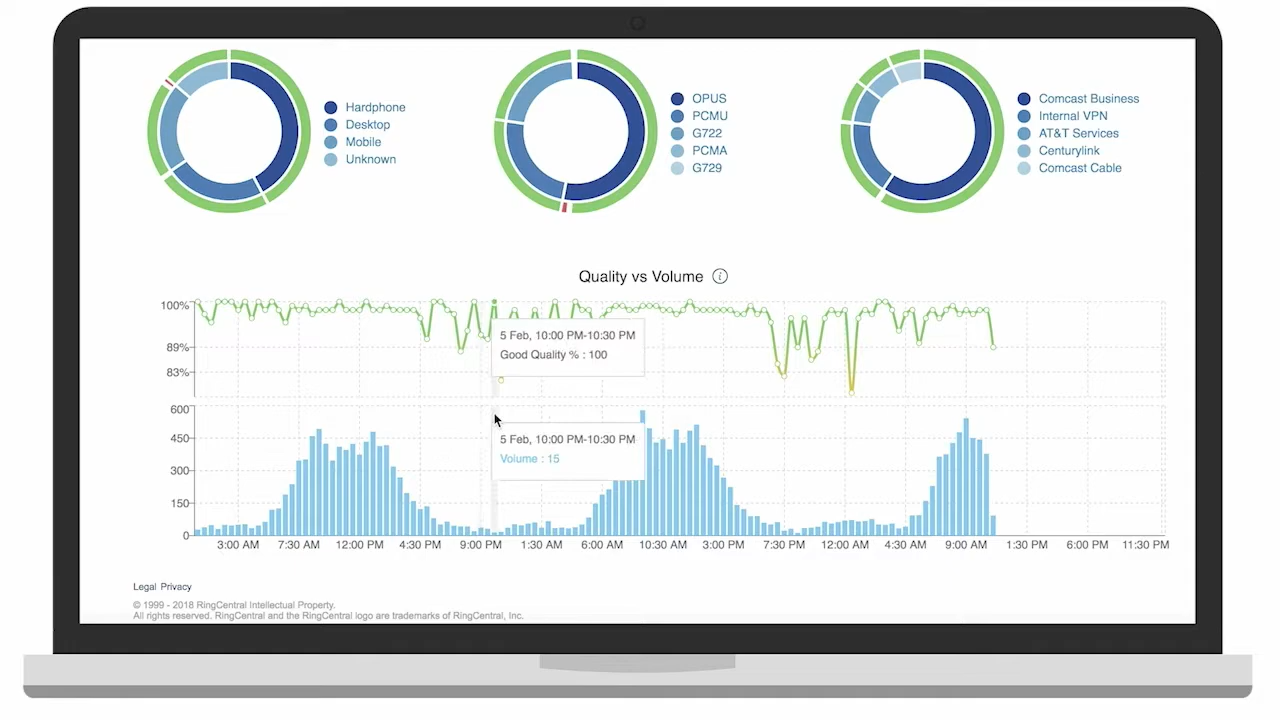 Hardphone
Desktop
Mobile
Unknown
OPUS
PCMU
G722
PCMA
G729
Comcast Business
Internal VPN
AT&T Services
Centurylink
Comcast Cable
Quality vs Volume i
100%
89%
83%
5 Feb, 10:00 PM-10:30 PM
Good Quality % : 100
600
450
300
150
0
5 Feb, 10:00 PM-10:30 PM
Volume : 15
3:00 AM 7:30 AM 12:00 PM 4:30 PM 9:00 PM 1:30 AM 6:00 AM 10:30 AM 3:00 PM 7:30 PM 12:00 AM 4:30 AM 9:00 AM 1:30 PM 6:00 PM 11:30 PM
Legal Privacy
© 1999 - 2018 RingCentral Intellectual Property.
All rights reserved. RingCentral and the RingCentral logo are trademarks of RingCentral, Inc.